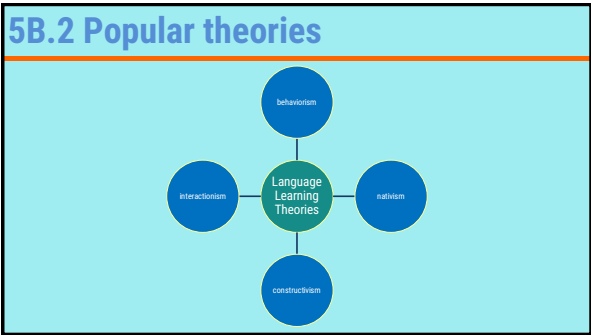 5B.2 Popular theories
behaviorism
interactionism
Language
Learning
Theories
nativism
constructivism